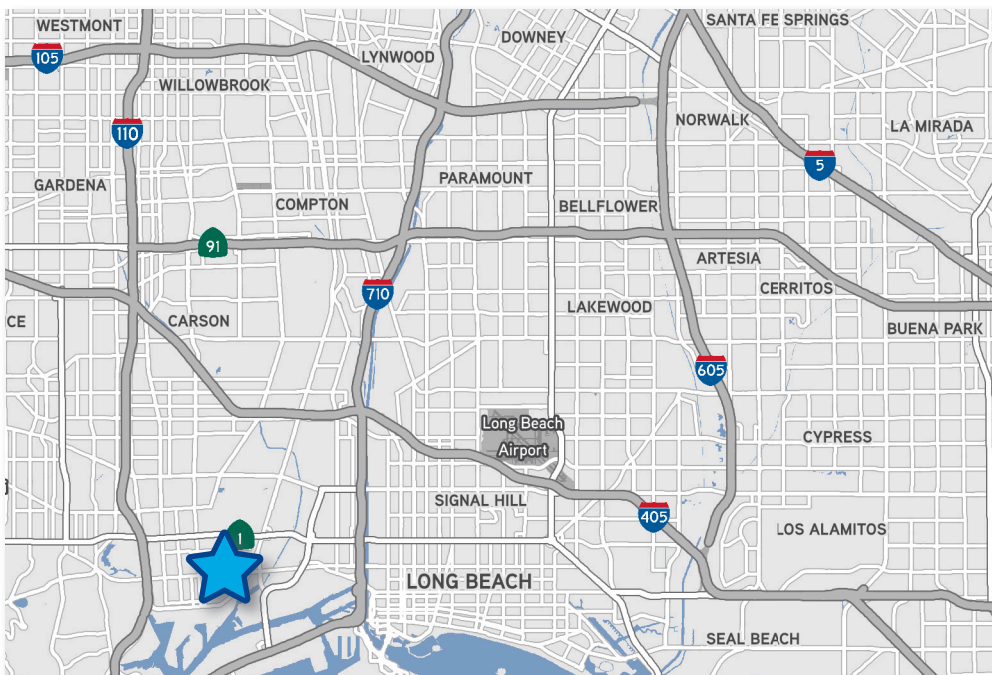 WESTMONT
SANTA FE SPRINGS
DOWNEY
105
LYNWOOD
WILLOWBROOK
110
NORWALK
LA MIRADA
5
GARDENA
PARAMOUNT
COMPTON
BELLFLOWER
91
ARTESIA
CERRITOS
710
LAKEWOOD
CE
CARSON
BUENA PARK
605
Long Beach
Airport
CYPRESS
SIGNAL HILL
405
LOS ALAMITOS
1
LONG BEACH
SEAL BEACH